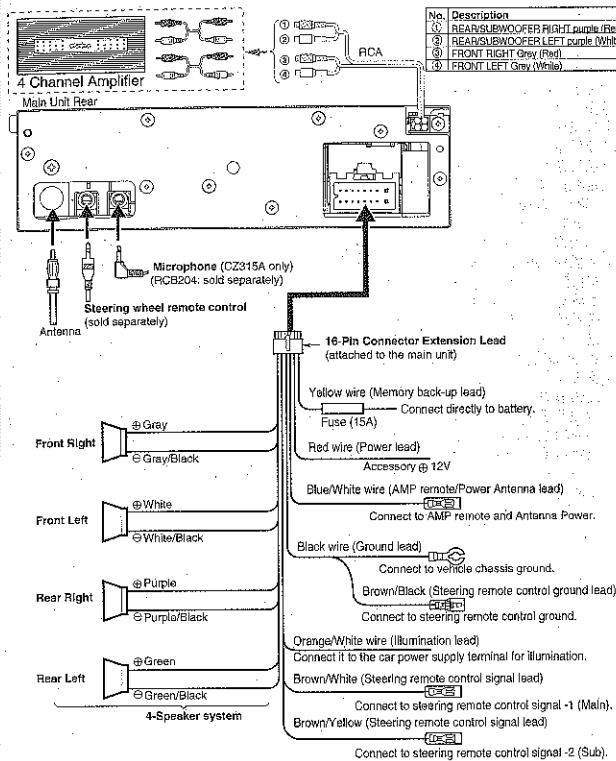 No. Description
① REAR/SUBWOOFER RIGHT purple (Re
② REAR/SUBWOOFER LEFT purple (Whit
③ FRONT RIGHT Grey (Red)
④ FRONT LEFT Grey (White)
①
②
③
④
RCA
4 Channel Amplifier
Main Unit Rear
Microphone (CZ315A only)
(RCB204: sold separately)
Steering wheel remote control
(sold separately)
Antenna
16-Pin Connector Extension Lead
(attached to the main unit)
Yellow wire (Memory back-up lead)
Connect directly to battery.
Fuse (15A)
Red wire (Power lead)
Accessory ⊕ 12V
Blue/White wire (AMP remote/Power Antenna lead)
Connect to AMP remote and Antenna Power.
Black wire (Ground lead)
Connect to vehicle chassis ground.
Brown/Black (Steering remote control ground lead)
Connect to steering remote control ground.
Orange/White wire (Illumination lead)
Connect it to the car power supply terminal for illumination.
Brown/White (Steering remote control signal lead)
Connect to steering remote control signal -1 (Main).
Brown/Yellow (Steering remote control signal lead)
Connect to steering remote control signal -2 (Sub).
Front Right
⊕ Gray
⊖ Gray/Black
Front Left
⊕ White
⊖ White/Black
Rear Right
⊕ Purple
⊖ Purple/Black
Rear Left
⊕ Green
⊖ Green/Black
4-Speaker system